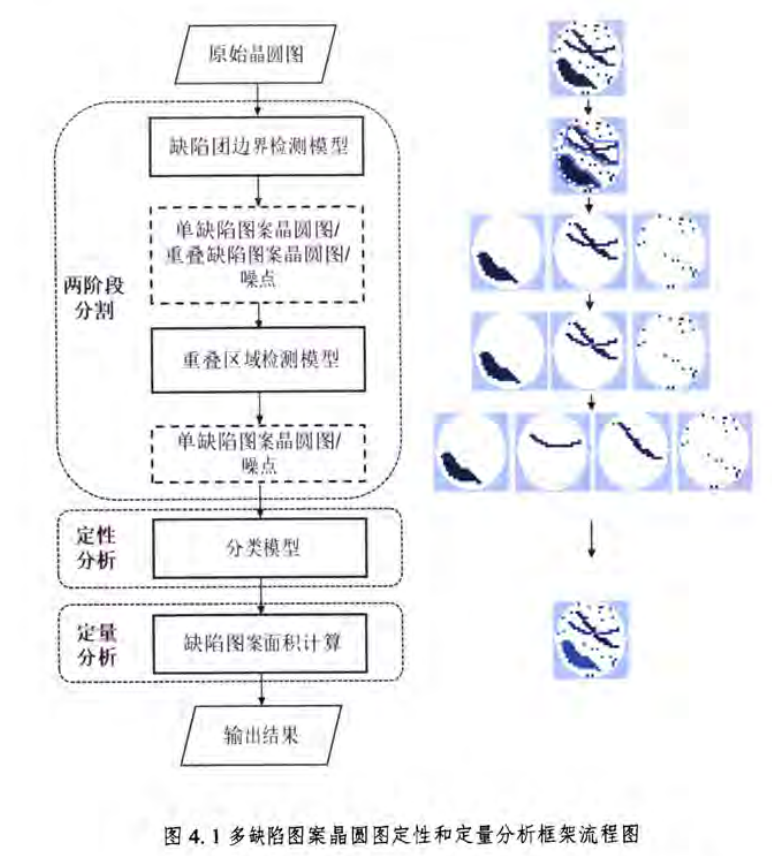 原始晶圆图
缺陷团边界检测模型
单缺陷图案晶圆图/
重叠缺陷图案晶圆图/
噪点
两阶段
分割
重叠区域检测模型
单缺陷图案晶圆图/
噪点
定性
分析
分类模型
定量
分析
缺陷图案面积计算
输出结果
图 4.1 多缺陷图案晶圆图定性和定量分析框架流程图